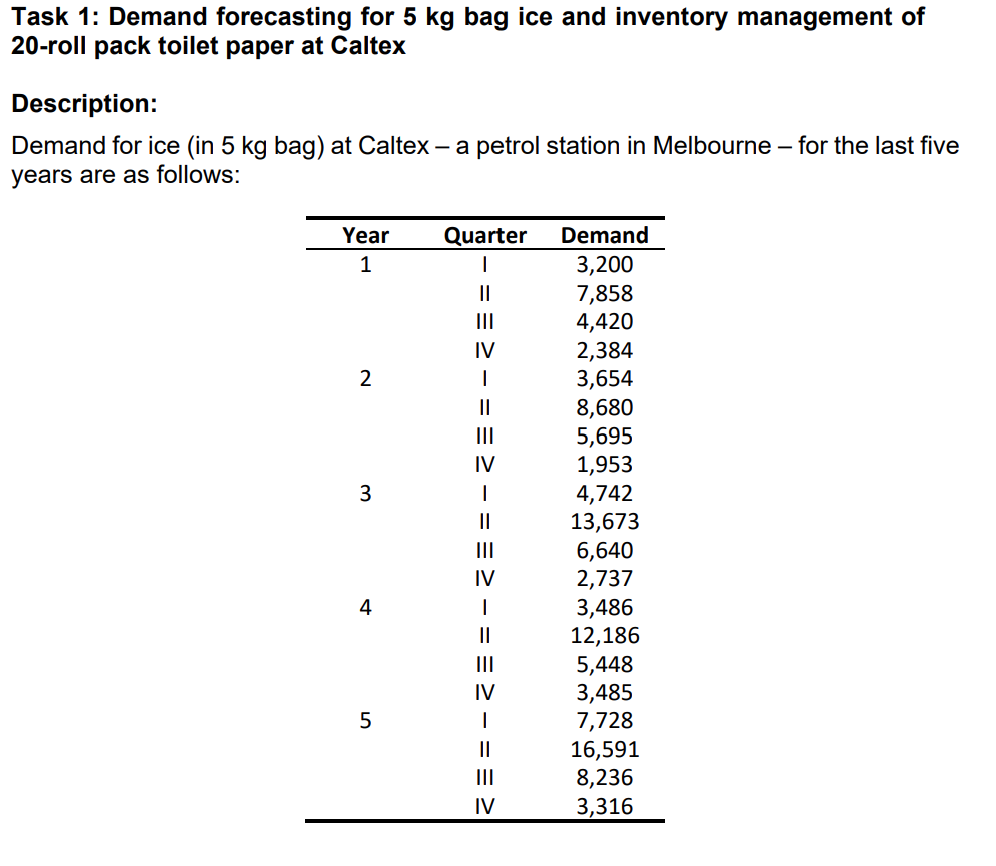 Task 1: Demand forecasting for 5 kg bag ice and inventory management of
20-roll pack toilet paper at Caltex
Description:
Demand for ice (in 5 kg bag) at Caltex – a petrol station in Melbourne – for the last five
years are as follows:
Year Quarter Demand
1 I 3,200
II 7,858
III 4,420
IV 2,384
2 I 3,654
II 8,680
III 5,695
IV 1,953
3 I 4,742
II 13,673
III 6,640
IV 2,737
4 I 3,486
II 12,186
III 5,448
IV 3,485
5 I 7,728
II 16,591
III 8,236
IV 3,316